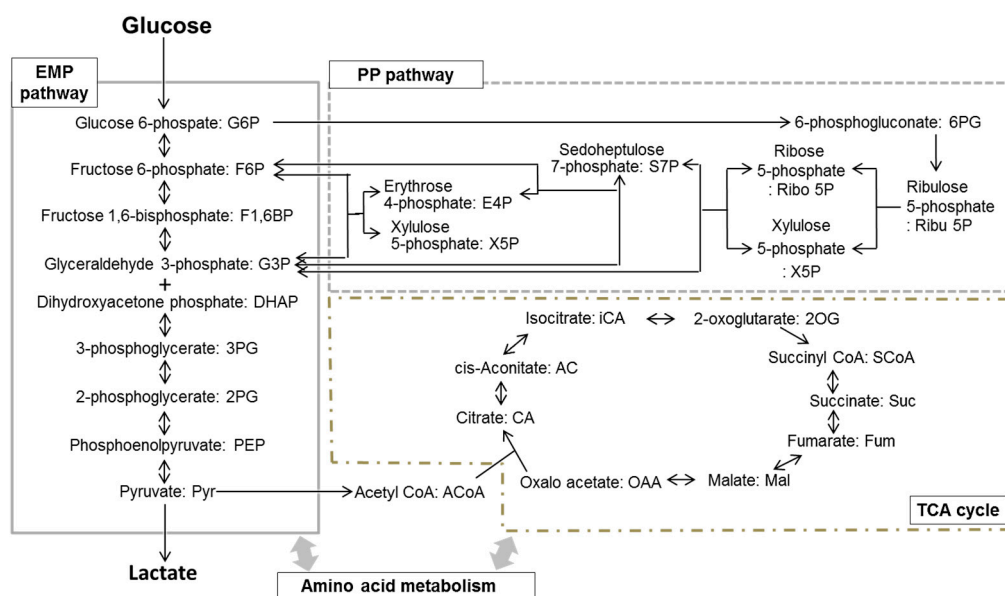 Glucose
EMP
pathway
PP pathway
Glucose 6-phospate: G6P
6-phosphogluconate: 6PG
Fructose 6-phosphate: F6P
Sedoheptulose
7-phosphate: S7P
Ribose
5-phosphate
: Ribo 5P
Ribulose
5-phosphate
: Ribu 5P
Erythrose
4-phosphate: E4P
Xylulose
5-phosphate: X5P
Xylulose
5-phosphate
: X5P
Fructose 1,6-bisphosphate: F1,6BP
Glyceraldehyde 3-phosphate: G3P
+
Dihydroxyacetone phosphate: DHAP
3-phosphoglycerate: 3PG
2-phosphoglycerate: 2PG
Phosphoenolpyruvate: PEP
Pyruvate: Pyr
Lactate
Isocitrate: iCA
2-oxoglutarate: 2OG
cis-Aconitate: AC
Succinyl CoA: SCoA
Citrate: CA
Succinate: Suc
Fumarate: Fum
Acetyl CoA: ACoA
Oxalo acetate: OAA
Malate: Mal
TCA cycle
Amino acid metabolism